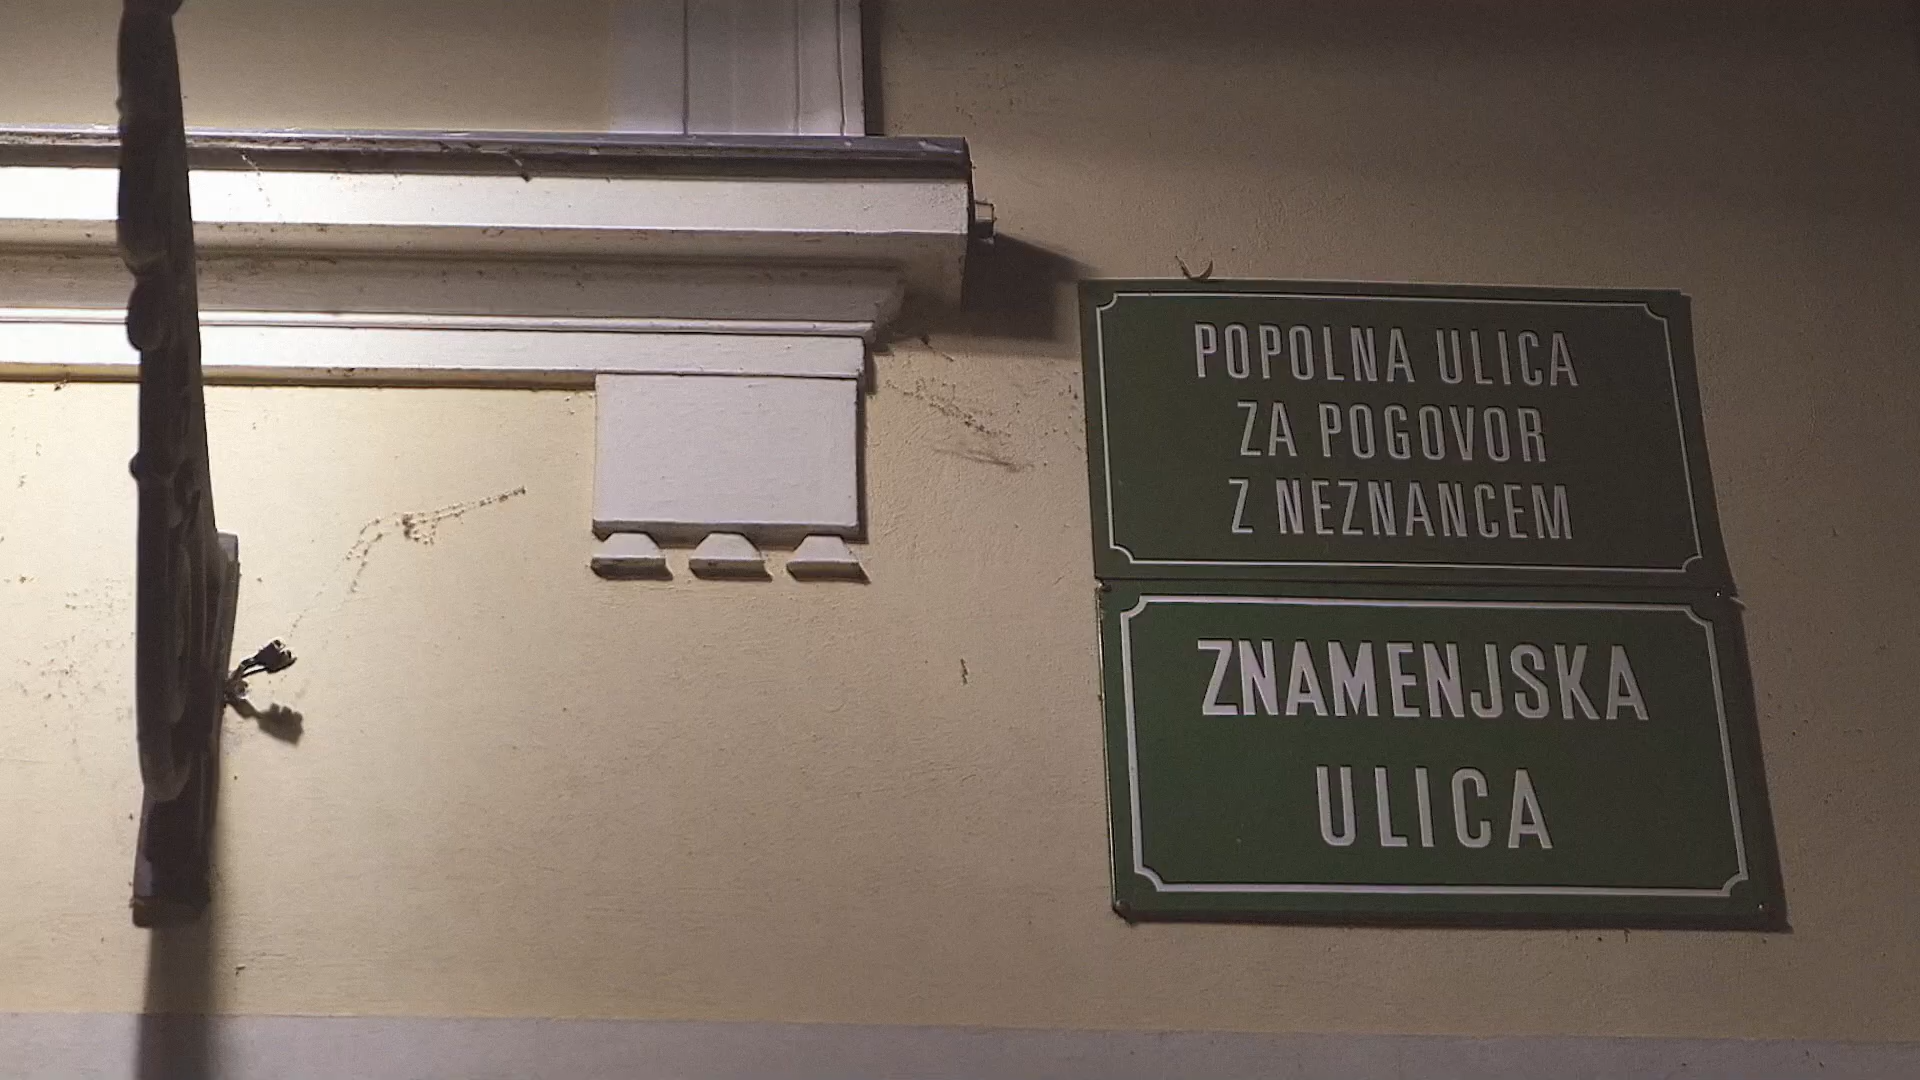 POPOLNA ULICA
ZA POGOVOR
Z NEZNANCEM
ZNAMENJSKA
ULICA